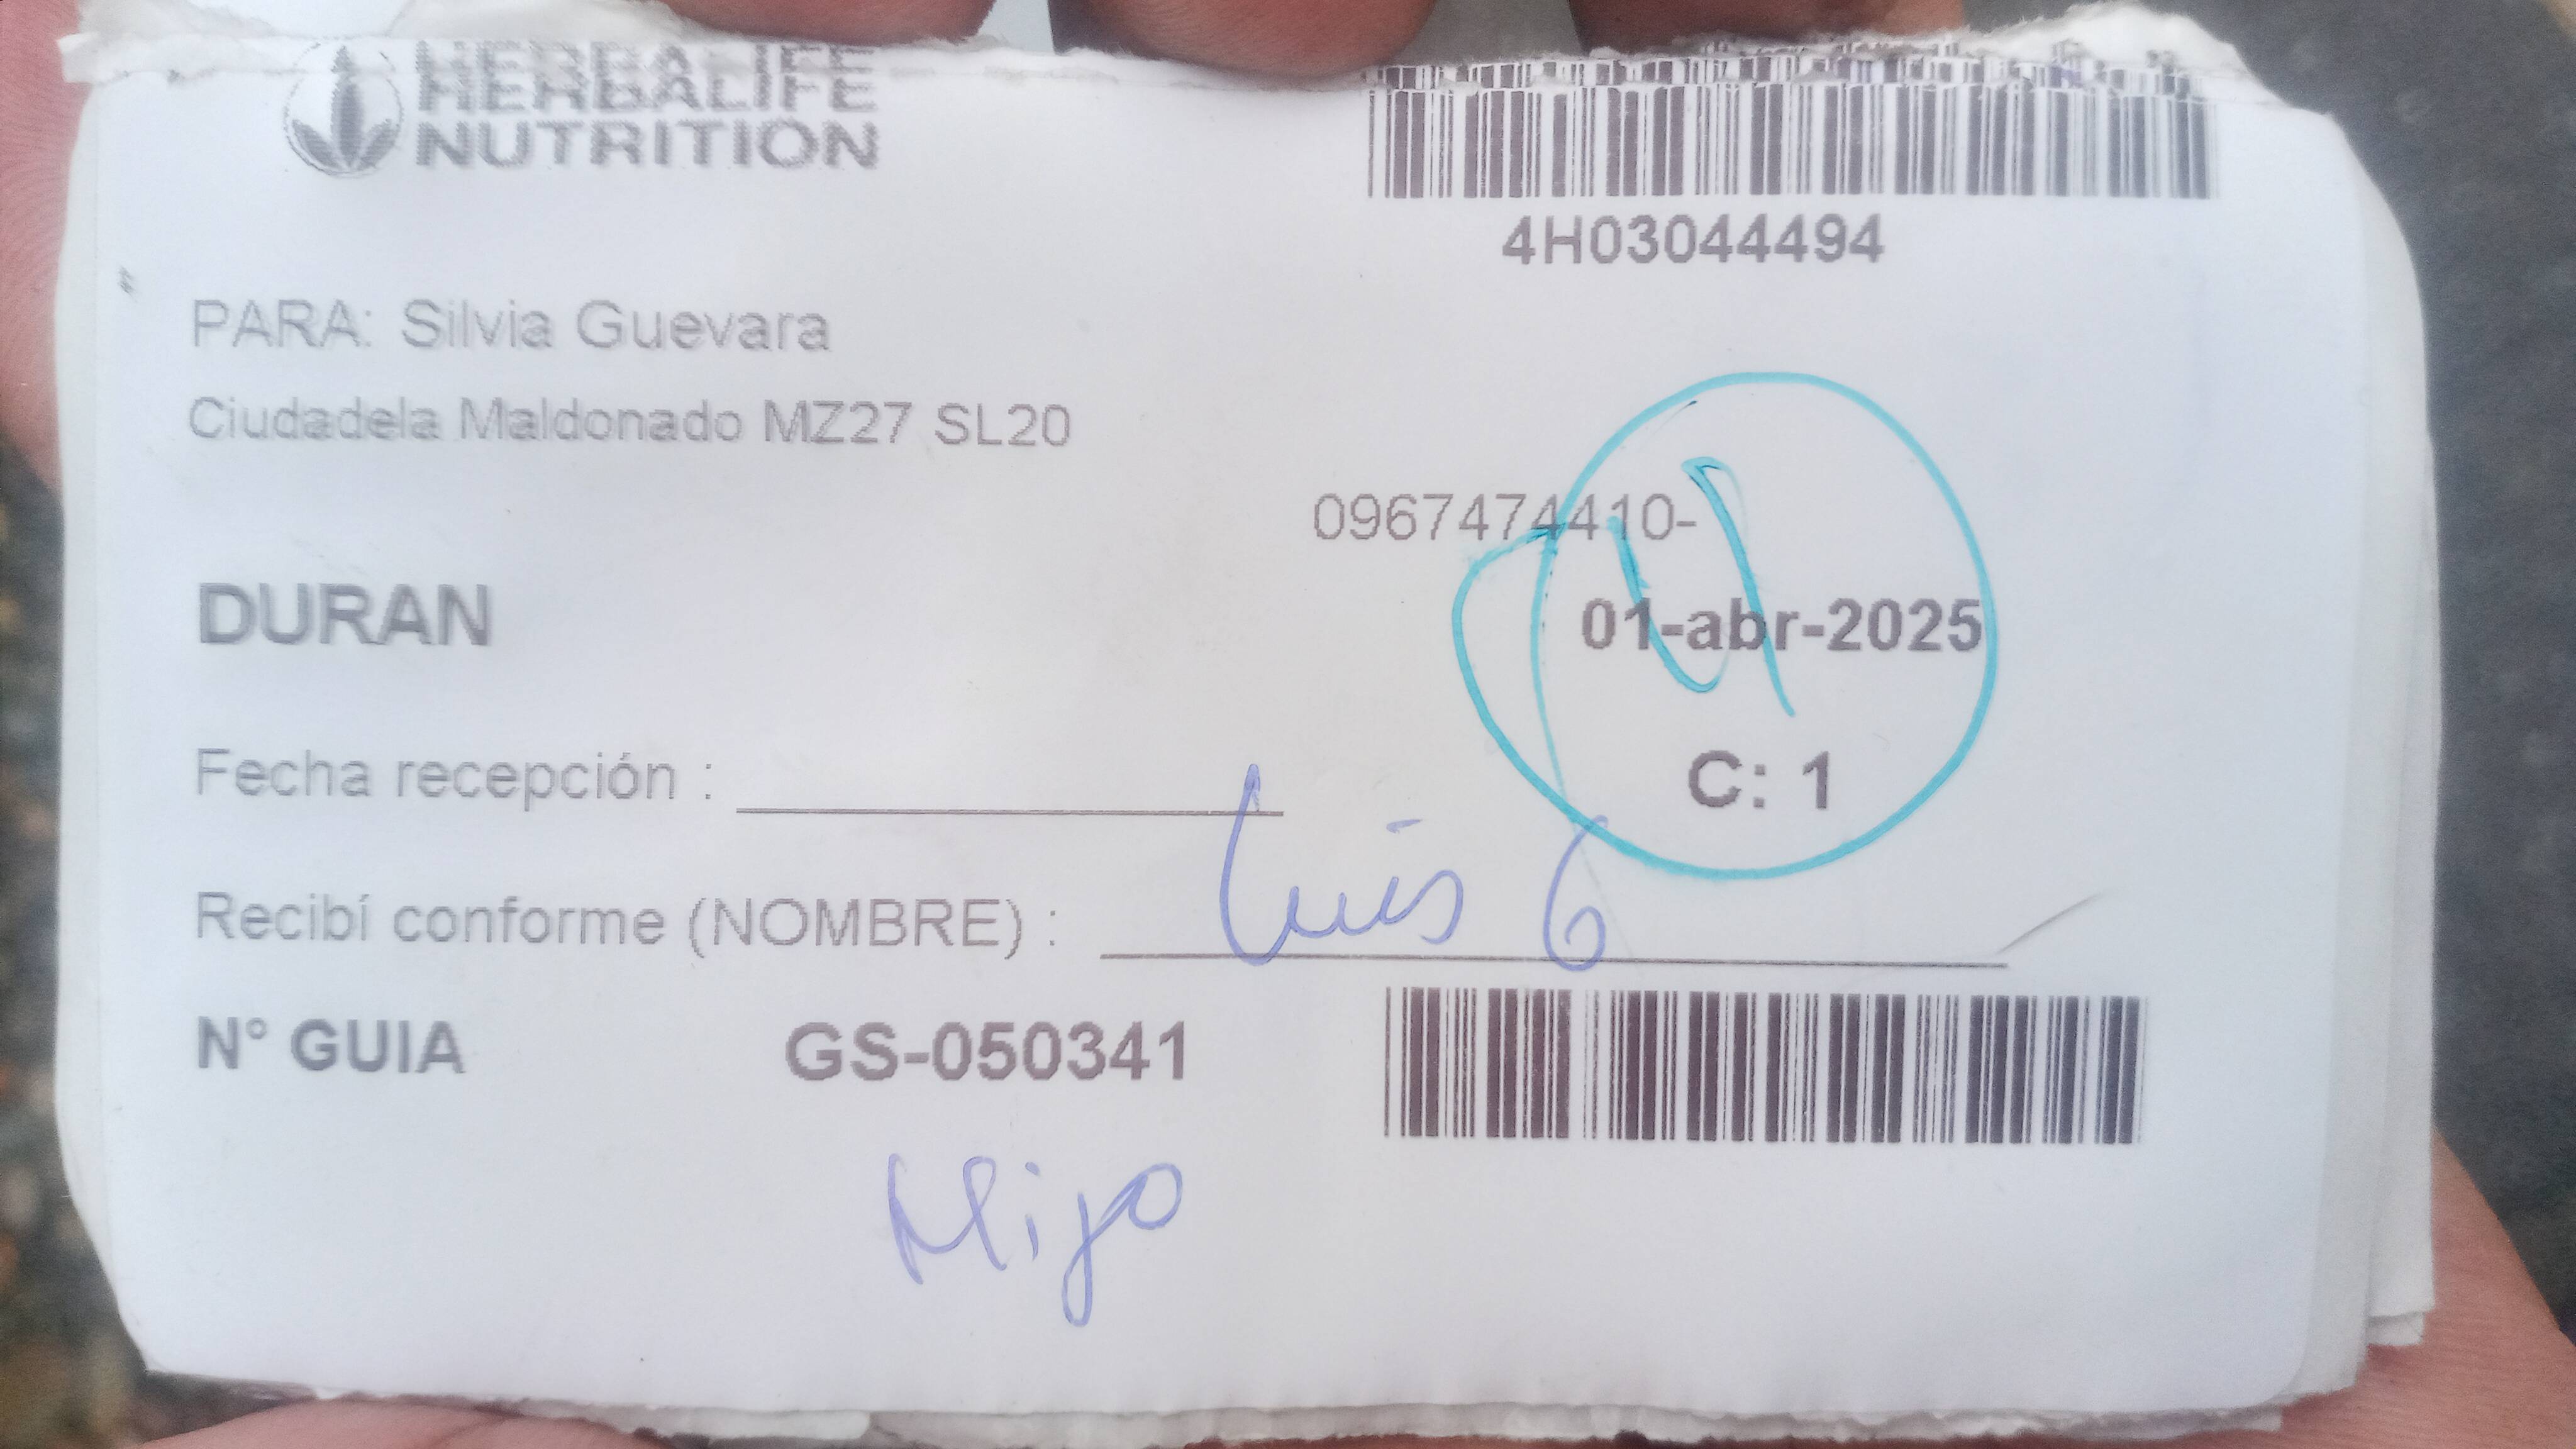 HERBALIFE
NUTRITION
4H03044494
PARA: Silvia Guevara
Ciudadela Maldonado MZ27 SL20
0967474410-
DURAN
01-abr-2025
C: 1
Fecha recepción :
Recibí conforme (NOMBRE) : Luis G
N° GUIA GS-050341
Hijo